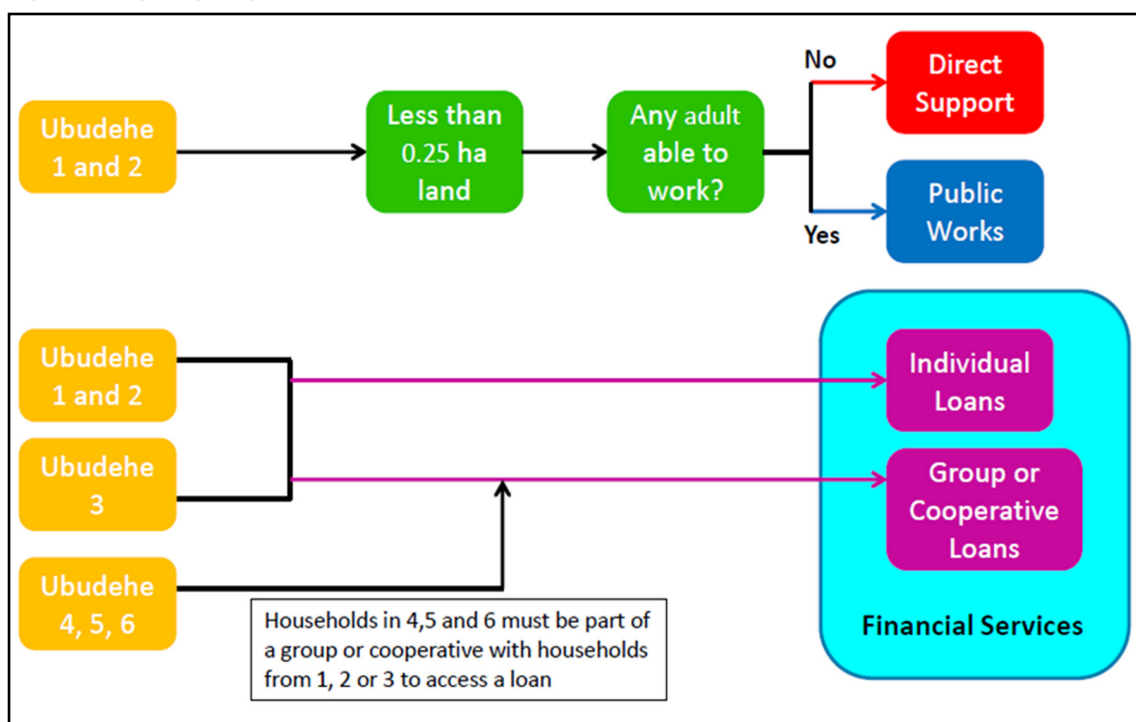 Ubudehe
1 and 2
Less than
0.25 ha
land
Any adult
able to
work?
No
Direct
Support
Yes
Public
Works
Ubudehe
1 and 2
Individual
Loans
Ubudehe
3
Group or
Cooperative
Loans
Ubudehe
4, 5, 6
Households in 4,5 and 6 must be part of
a group or cooperative with households
from 1, 2 or 3 to access a loan
Financial Services